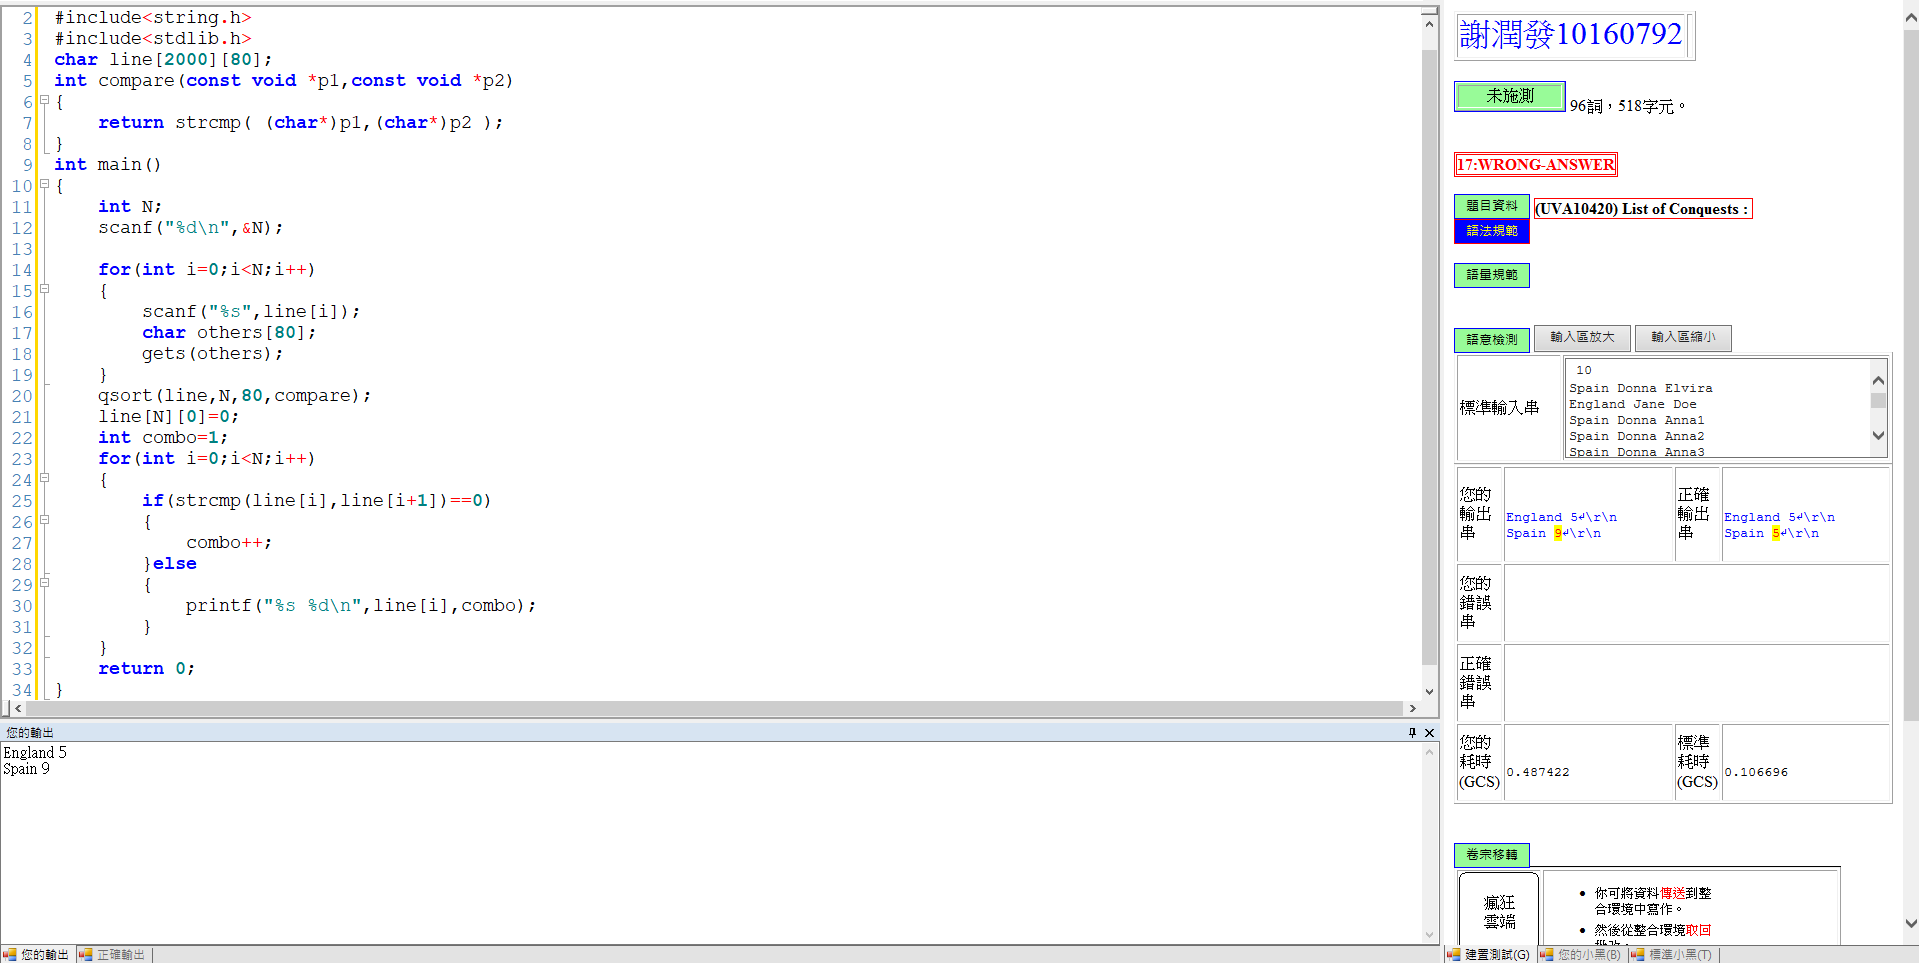 2 #include<string.h>
3 #include<stdlib.h>
4 char line[2000][80];
5 int compare(const void *p1,const void *p2)
6 {
7 return strcmp( (char*)p1,(char*)p2 );
8 }
9 int main()
10 {
11 int N;
12 scanf("%d\n",&N);
13
14 for(int i=0;i<N;i++)
15 {
16 scanf("%s",line[i]);
17 char others[80];
18 gets(others);
19 }
20 qsort(line,N,80,compare);
21 line[N][0]=0;
22 int combo=1;
23 for(int i=0;i<N;i++)
24 {
25 if(strcmp(line[i],line[i+1])==0)
26 {
27 combo++;
28 }else
29 {
30 printf("%s %d\n",line[i],combo);
31 }
32 }
33 return 0;
34 }
您的輸出
England 5
Spain 9
您的輸出 正確輸出
謝潤發10160792
未施測 96詞，518字元。
17:WRONG-ANSWER
題目資料 (UVA10420) List of Conquests :
語法規範
語量規範
語意檢測 輸入區放大 輸入區縮小
標準輸入串
10
Spain Donna Elvira
England Jane Doe
Spain Donna Anna1
Spain Donna Anna2
Spain Donna Anna3
您的
輸出
串
England 5↵\r\n
Spain 9↵\r\n
正確
輸出
串
England 5↵\r\n
Spain 5↵\r\n
您的
錯誤
串
正確
錯誤
串
您的
耗時
(GCS)
0.487422
標準
耗時
(GCS)
0.106696
卷宗移轉
瘋狂
雲端
• 你可將資料傳送到整
合環境中寫作。
• 然後從整合環境取回
建置測試(G) 您的小黑(B) 標準小黑(T)